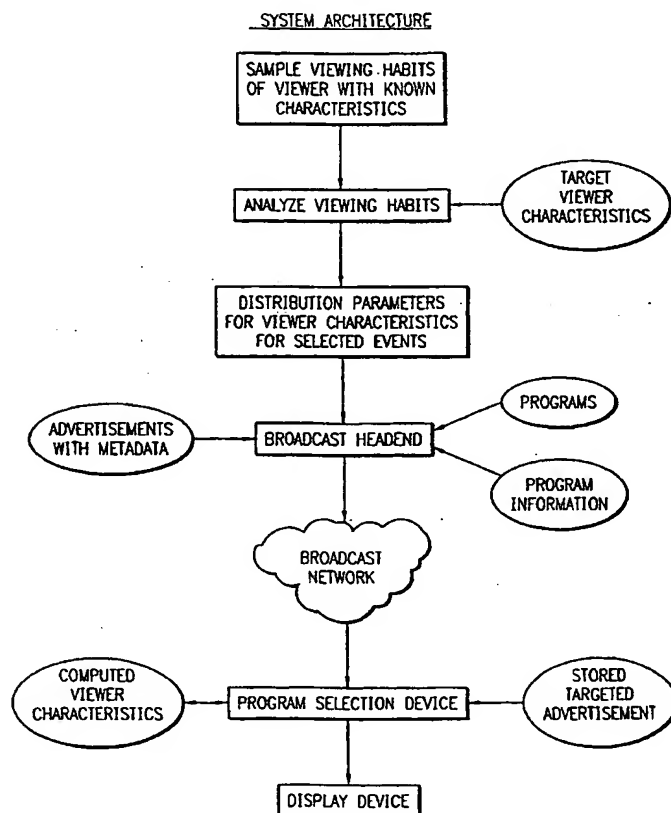 SYSTEM ARCHITECTURE
SAMPLE VIEWING HABITS
OF VIEWER WITH KNOWN
CHARACTERISTICS
ANALYZE VIEWING HABITS
TARGET
VIEWER
CHARACTERISTICS
DISTRIBUTION PARAMETERS
FOR VIEWER CHARACTERISTICS
FOR SELECTED EVENTS
ADVERTISEMENTS
WITH METADATA
BROADCAST HEADEND
PROGRAMS
PROGRAM
INFORMATION
BROADCAST
NETWORK
COMPUTED
VIEWER
CHARACTERISTICS
PROGRAM SELECTION DEVICE
STORED
TARGETED
ADVERTISEMENT
DISPLAY DEVICE